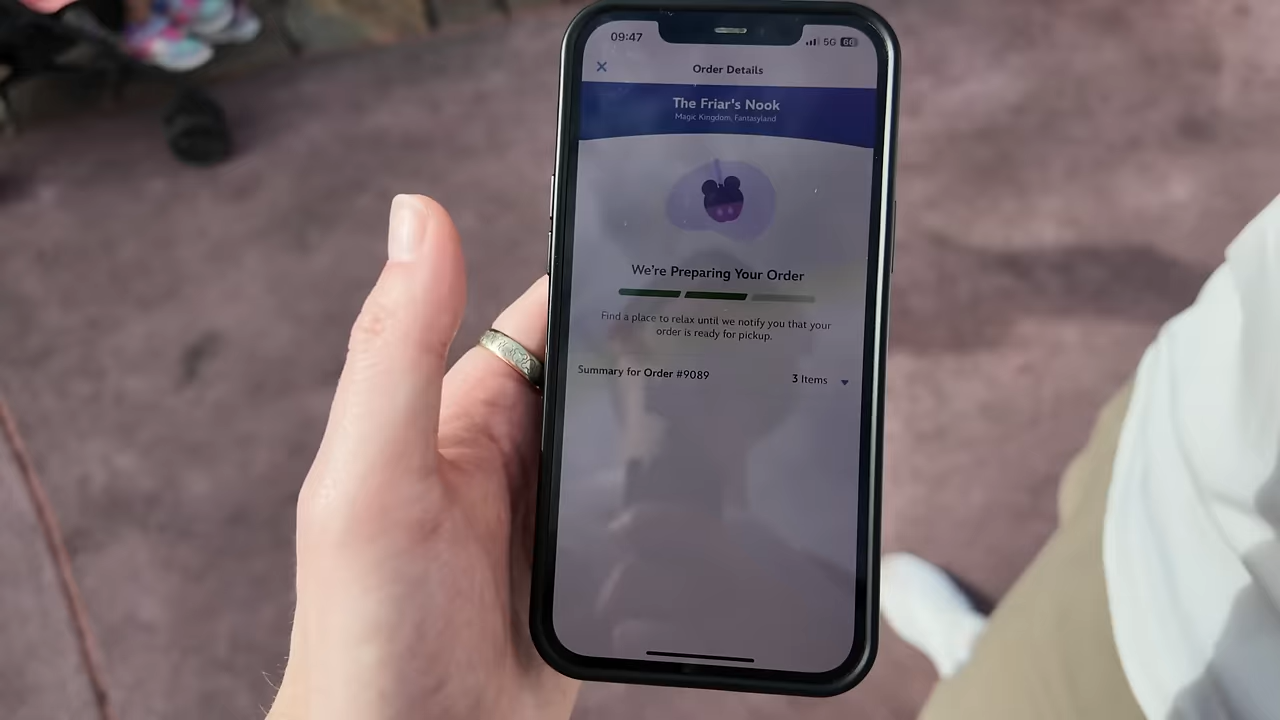 09:47
5G 66
Order Details
The Friar's Nook
Magic Kingdom, Fantasyland
We're Preparing Your Order
Find a place to relax until we notify you that your
order is ready for pickup.
Summary for Order #9089
3 Items